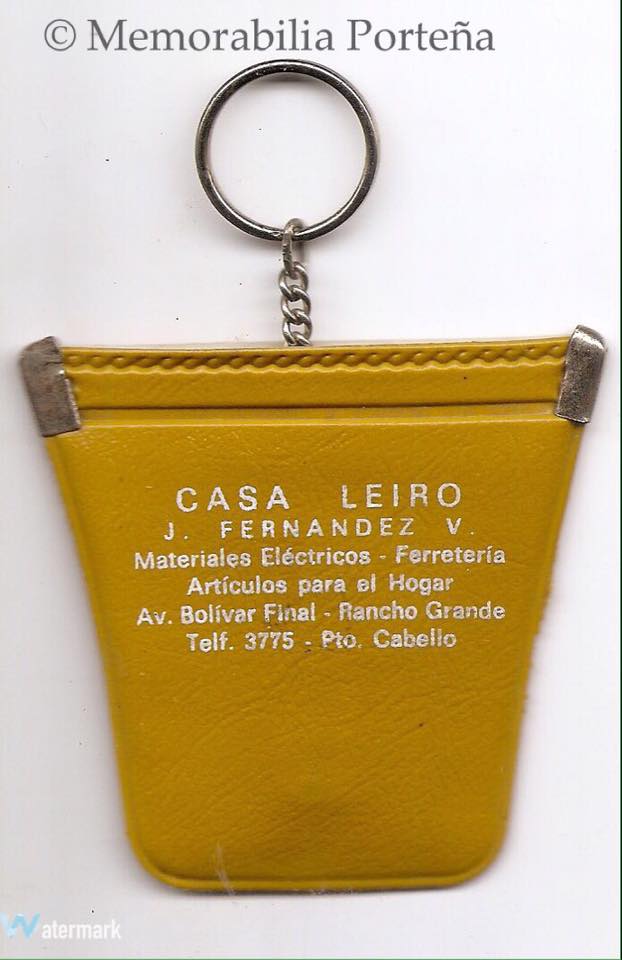 © Memorabilia Porteña
CASA LEIRO
J. FERNANDEZ V.
Materiales Eléctricos - Ferretería
Artículos para el Hogar
Av. Bolívar Final - Rancho Grande
Telf. 3775 - Pto. Cabello
Watermark